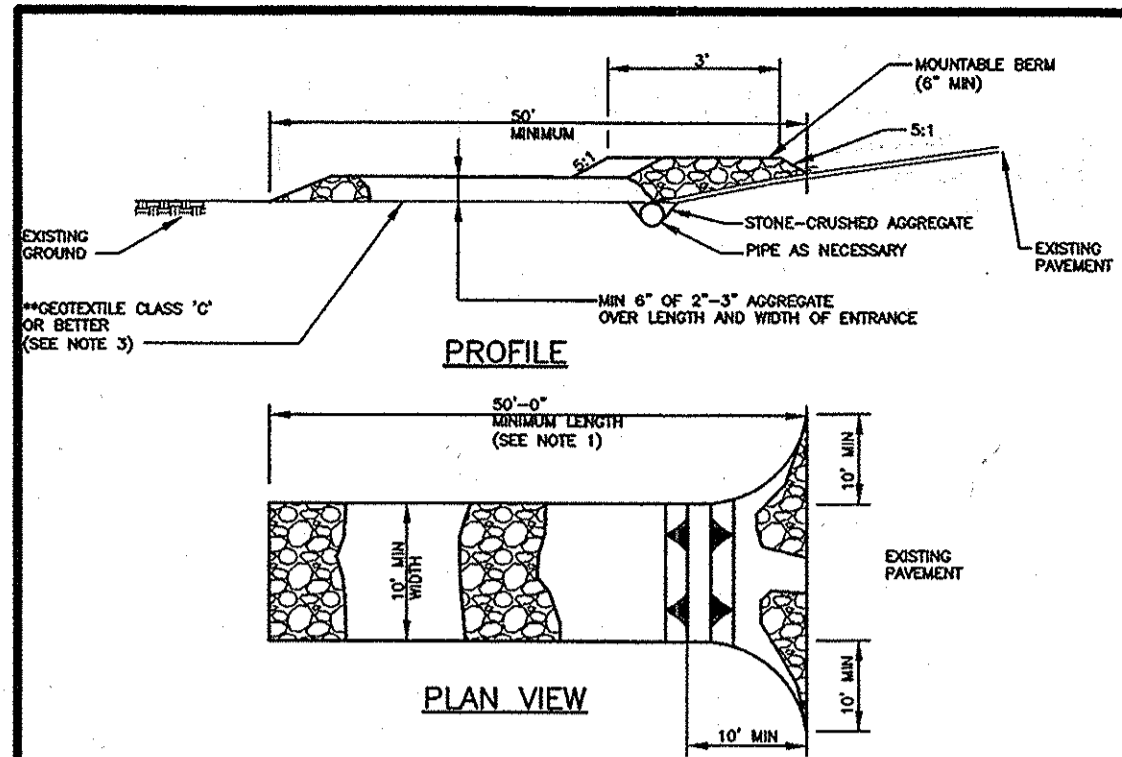 3'
MOUNTABLE BERM
(6" MIN)
50'
MINIMUM
5:1
5:1
EXISTING
GROUND
STONE-CRUSHED AGGREGATE
PIPE AS NECESSARY
EXISTING
PAVEMENT
**GEOTEXTILE CLASS 'C'
OR BETTER
(SEE NOTE 3)
MIN 6" OF 2"-3" AGGREGATE
OVER LENGTH AND WIDTH OF ENTRANCE
PROFILE
50'-0"
MINIMUM LENGTH
(SEE NOTE 1)
10' MIN
10' MIN
WIDTH
EXISTING
PAVEMENT
10' MIN
PLAN VIEW
10' MIN